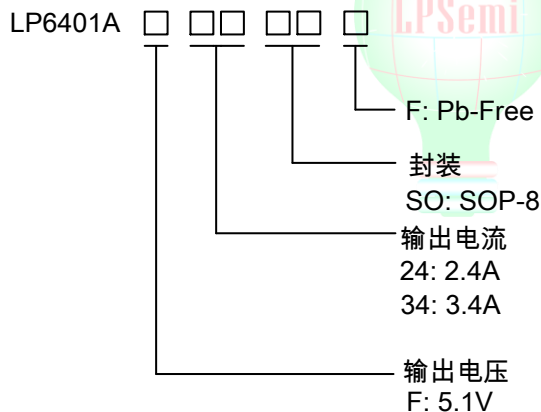 LP6401A □ □□ □□ □
LPSemi
F: Pb-Free
封装
SO: SOP-8
输出电流
24: 2.4A
34: 3.4A
输出电压
F: 5.1V